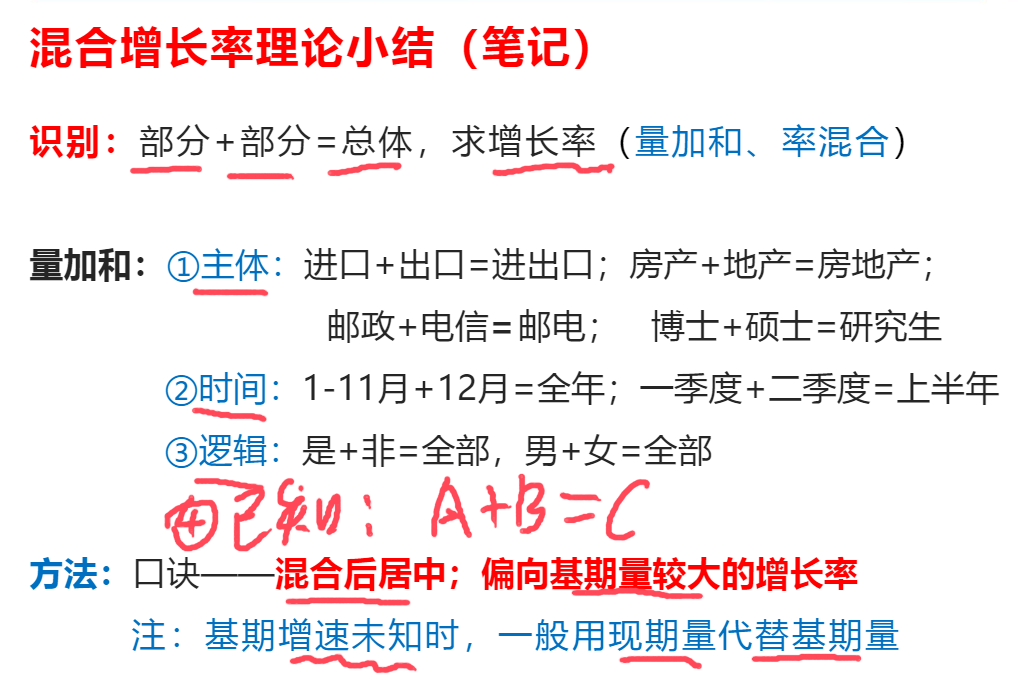 混合增长率理论小结（笔记）
识别：部分+部分=总体，求增长率（量加和、率混合）
量加和：①主体：进口+出口=进出口；房产+地产=房地产；
邮政+电信=邮电； 博士+硕士=研究生
②时间：1-11月+12月=全年；一季度+二季度=上半年
③逻辑：是+非=全部，男+女=全部
④已知：A+B=C
方法：口诀——混合后居中；偏向基期量较大的增长率
注：基期增速未知时，一般用现期量代替基期量